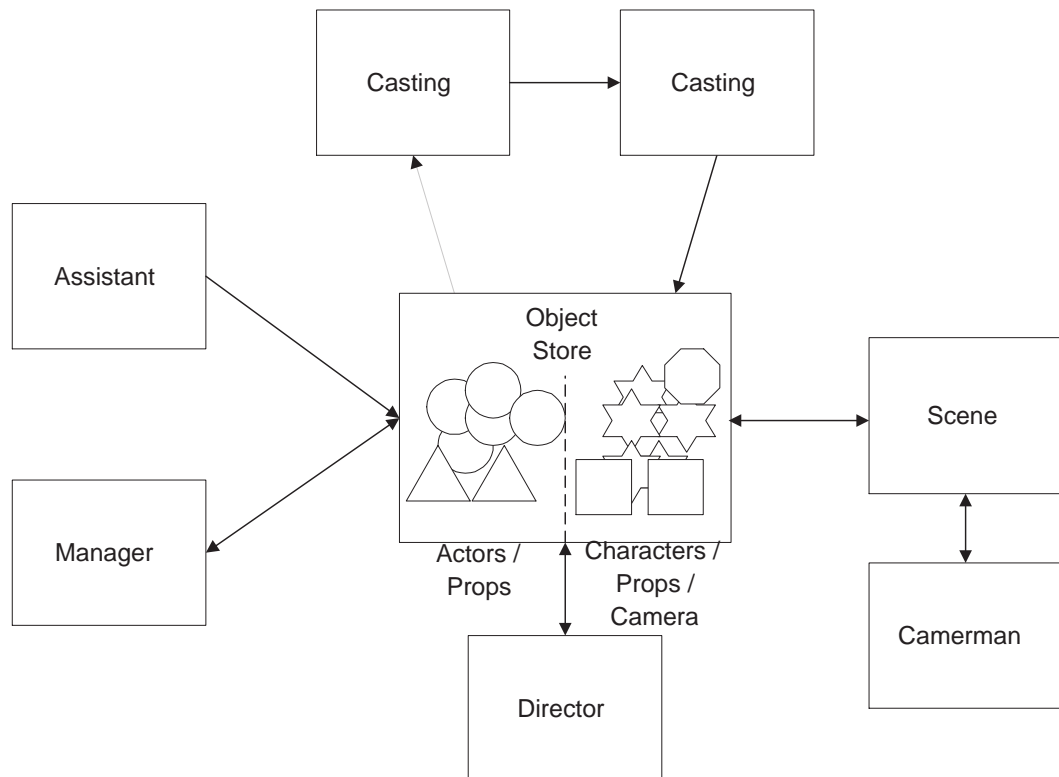 Casting
Casting
Assistant
Object
Store
Scene
Manager
Actors /
Props
Characters /
Props /
Camera
Camerman
Director